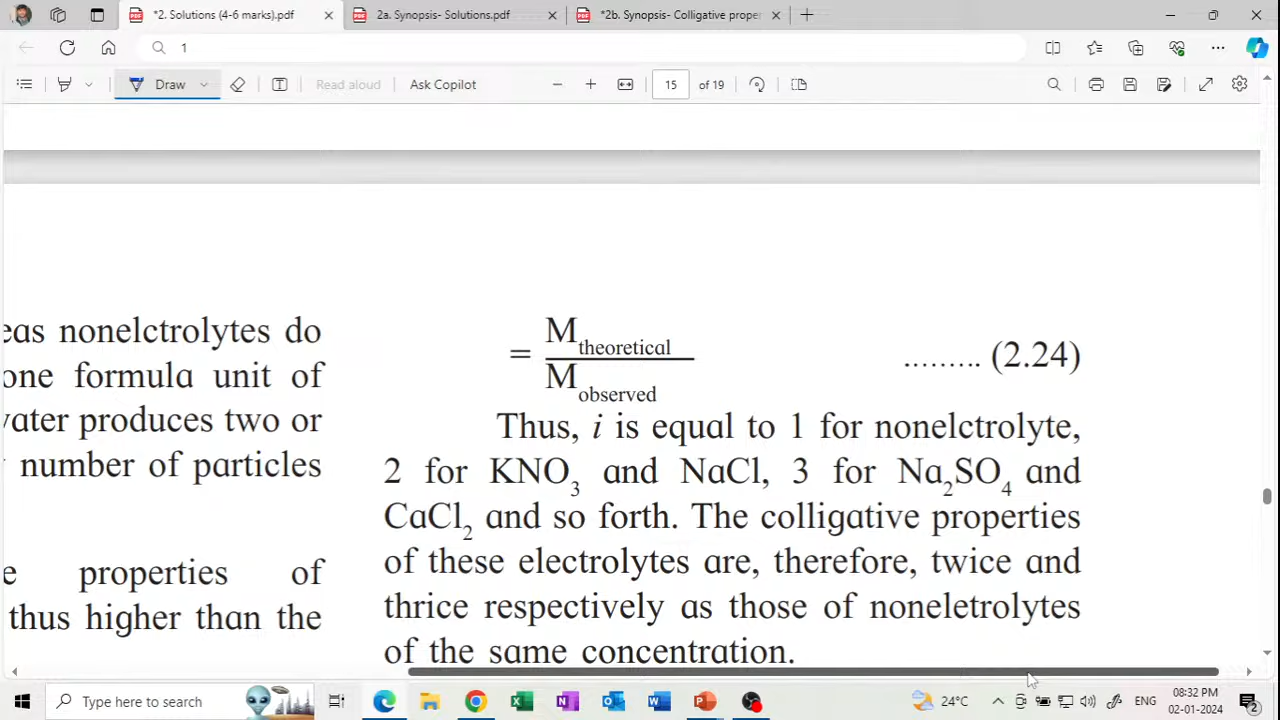 *2. Solutions (4-6 marks).pdf
2a. Synopsis- Solutions.pdf
*2b. Synopsis- Colligative proper
1
Draw
Read aloud
Ask Copilot
15 of 19
eas nonelctrolytes do
one formula unit of
vater produces two or
number of particles
e properties of
thus higher than the
= M theoretical / M observed ......... (2.24)
Thus, i is equal to 1 for nonelctrolyte,
2 for KNO₃ and NaCl, 3 for Na₂SO₄ and
CaCl₂ and so forth. The colligative properties
of these electrolytes are, therefore, twice and
thrice respectively as those of noneletrolytes
of the same concentration.
Type here to search
24°C
ENG
08:32 PM
02-01-2024
2